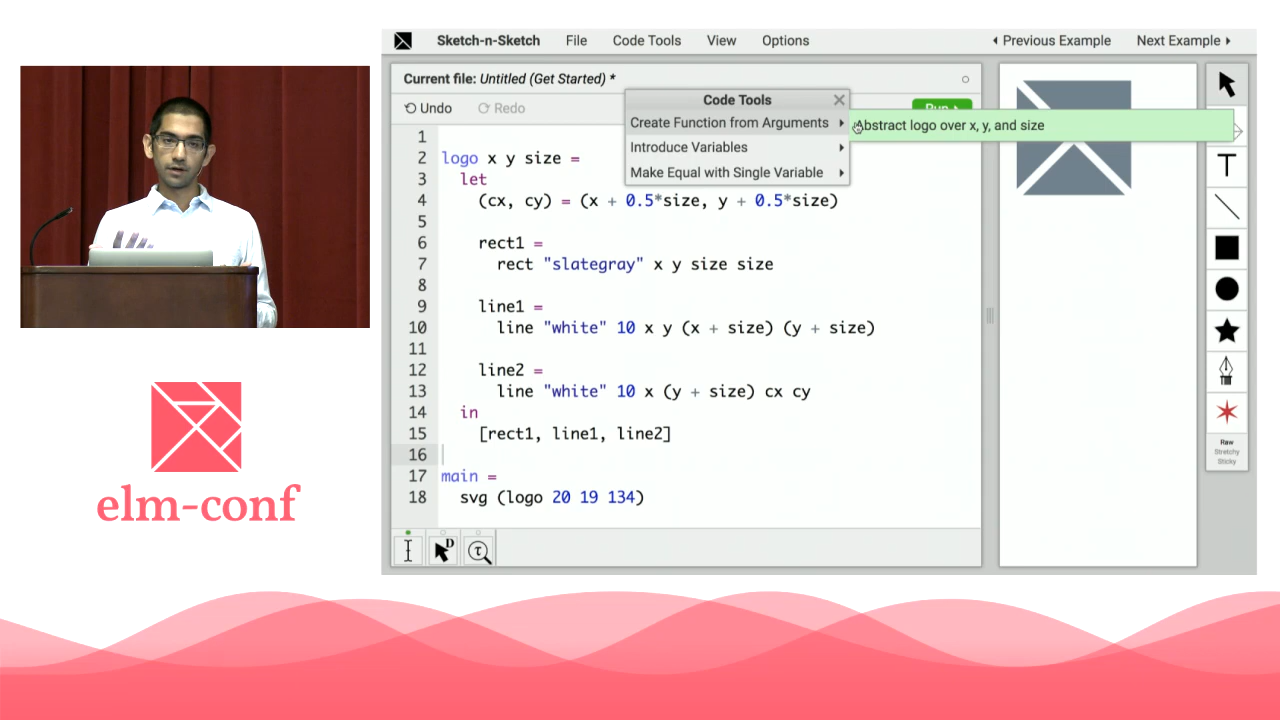 Sketch-n-Sketch File Code Tools View Options Previous Example Next Example
Current file: Untitled (Get Started) *
Undo Redo
Run
Code Tools
Create Function from Arguments
Abstract logo over x, y, and size
Introduce Variables
Make Equal with Single Variable
1
2 logo x y size =
3 let
4 (cx, cy) = (x + 0.5*size, y + 0.5*size)
5
6 rect1 =
7 rect "slategray" x y size size
8
9 line1 =
10 line "white" 10 x y (x + size) (y + size)
11
12 line2 =
13 line "white" 10 x (y + size) cx cy
14 in
15 [rect1, line1, line2]
16
17 main =
18 svg (logo 20 19 134)
D
τ
T
Raw
Stretchy
Sticky
elm-conf